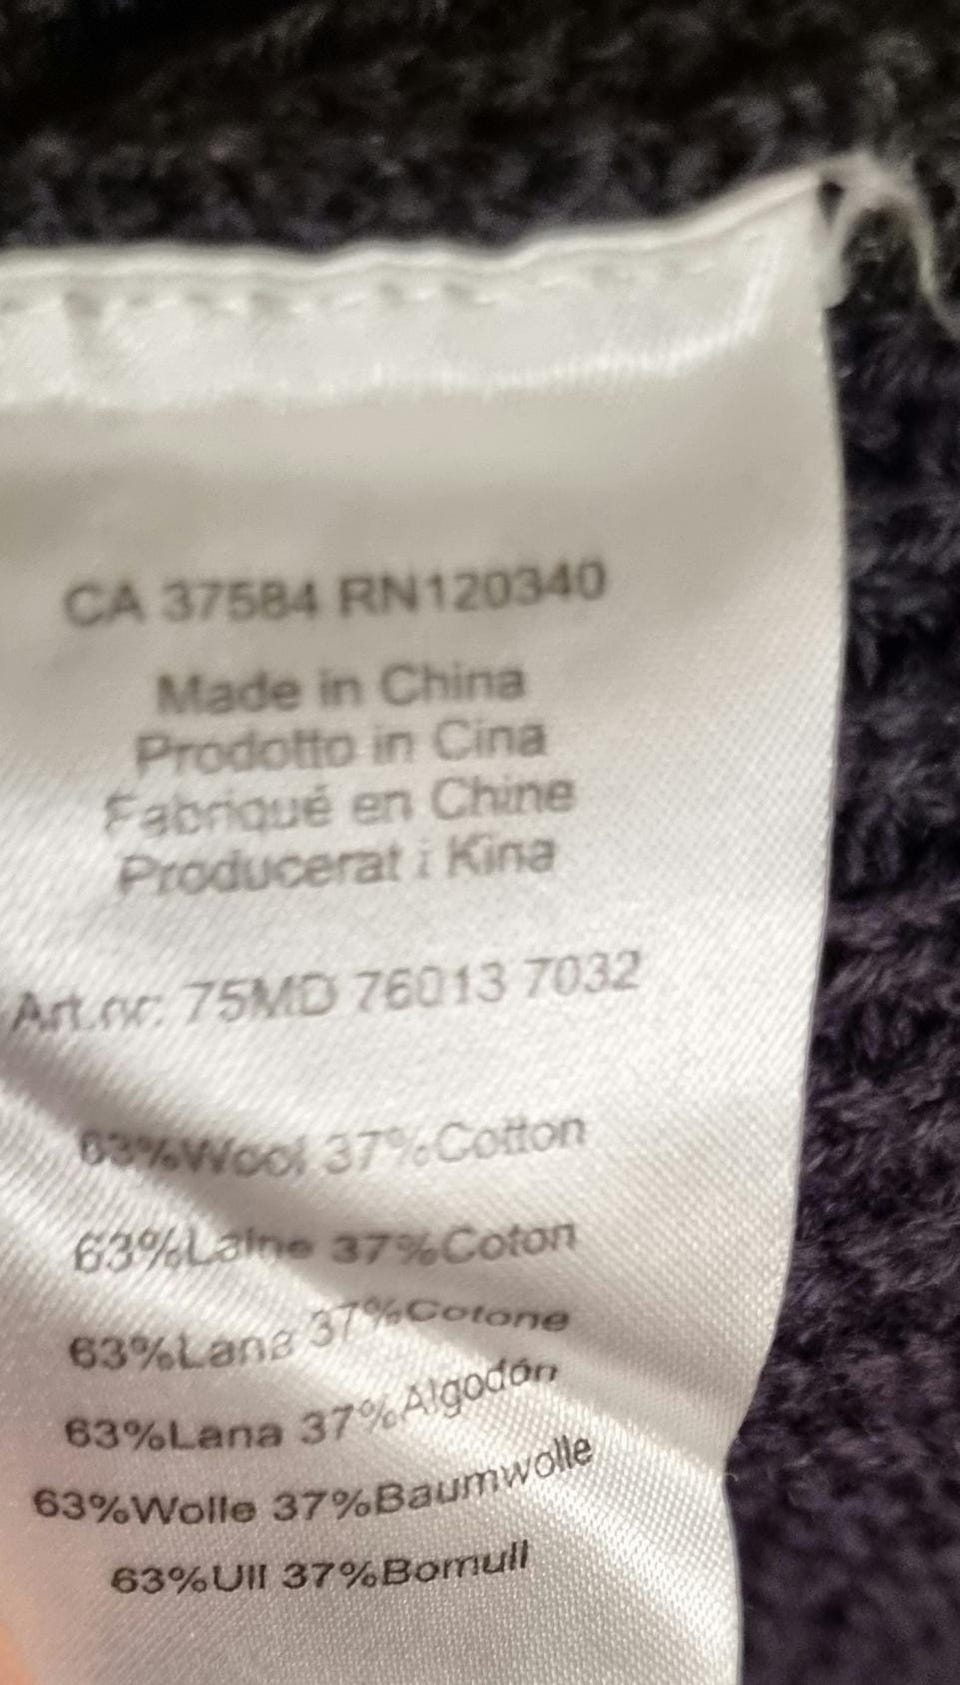 CA 37584 RN120340
Made in China
Prodotto in Cina
Fabriqué en Chine
Producerat i Kina
Art.nr: 75MD 76013 7032
63%Wool 37%Cotton
63%Laine 37%Coton
63%Lana 37%Cotone
63%Lana 37%Algodón
63%Wolle 37%Baumwolle
63%Ull 37%Bomull